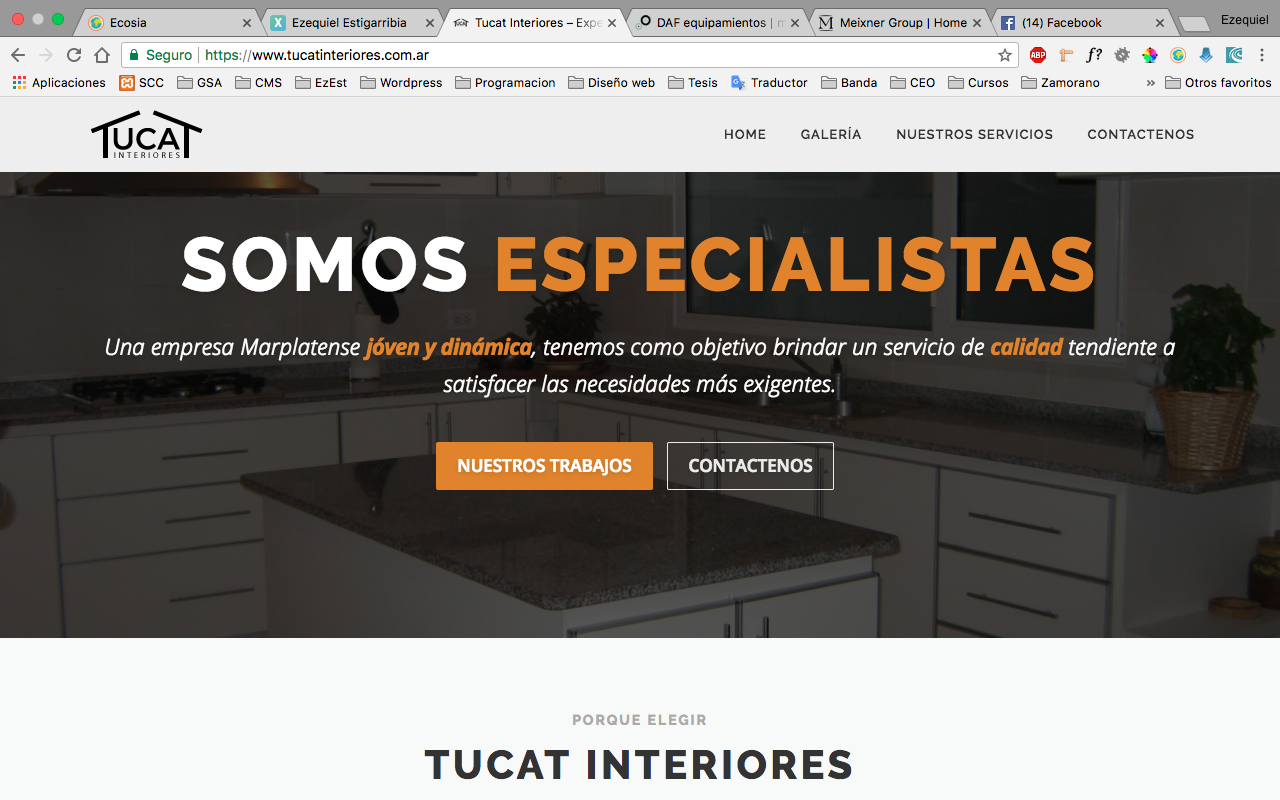 Ecosia
Ezequiel Estigarribia
Tucat Interiores – Expe
DAF equipamientos | m
Meixner Group | Home
(14) Facebook
Ezequiel
Seguro | https://www.tucatinteriores.com.ar
ABP
f?
Aplicaciones
SCC
GSA
CMS
EzEst
Wordpress
Programacion
Diseño web
Tesis
Traductor
Banda
CEO
Cursos
Zamorano
»
Otros favoritos
TUCAT
INTERIORES
HOME
GALERÍA
NUESTROS SERVICIOS
CONTACTENOS
SOMOS ESPECIALISTAS
Una empresa Marplatense jóven y dinámica, tenemos como objetivo brindar un servicio de calidad tendiente a
satisfacer las necesidades más exigentes.
NUESTROS TRABAJOS
CONTACTENOS
PORQUE ELEGIR
TUCAT INTERIORES